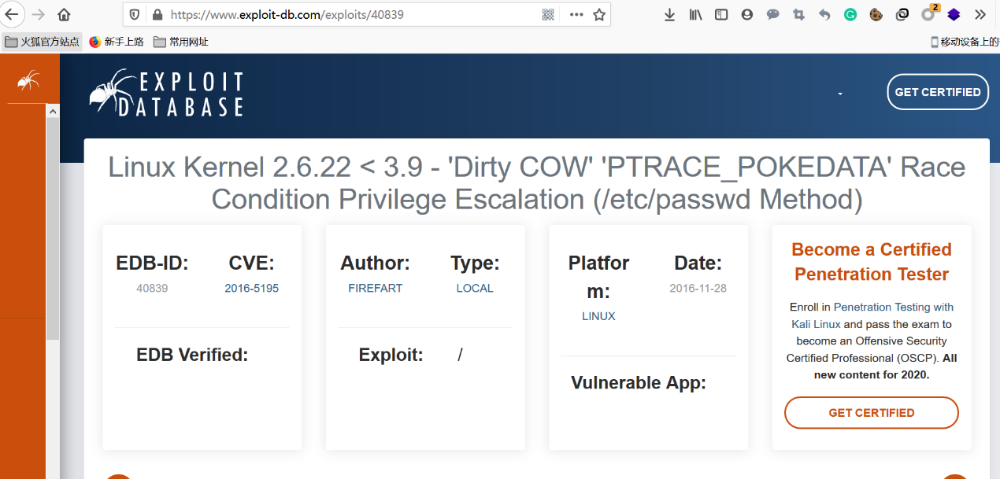 https://www.exploit-db.com/exploits/40839
2
火狐官方站点 新手上路 常用网址 移动设备上的
EXPLOIT
DATABASE
GET CERTIFIED
Linux Kernel 2.6.22 < 3.9 - 'Dirty COW' 'PTRACE_POKEDATA' Race
Condition Privilege Escalation (/etc/passwd Method)
EDB-ID:
40839
CVE:
2016-5195
EDB Verified:
Author:
FIREFART
Type:
LOCAL
Exploit: /
Platfor
m:
LINUX
Date:
2016-11-28
Vulnerable App:
Become a Certified
Penetration Tester
Enroll in Penetration Testing with
Kali Linux and pass the exam to
become an Offensive Security
Certified Professional (OSCP). All
new content for 2020.
GET CERTIFIED